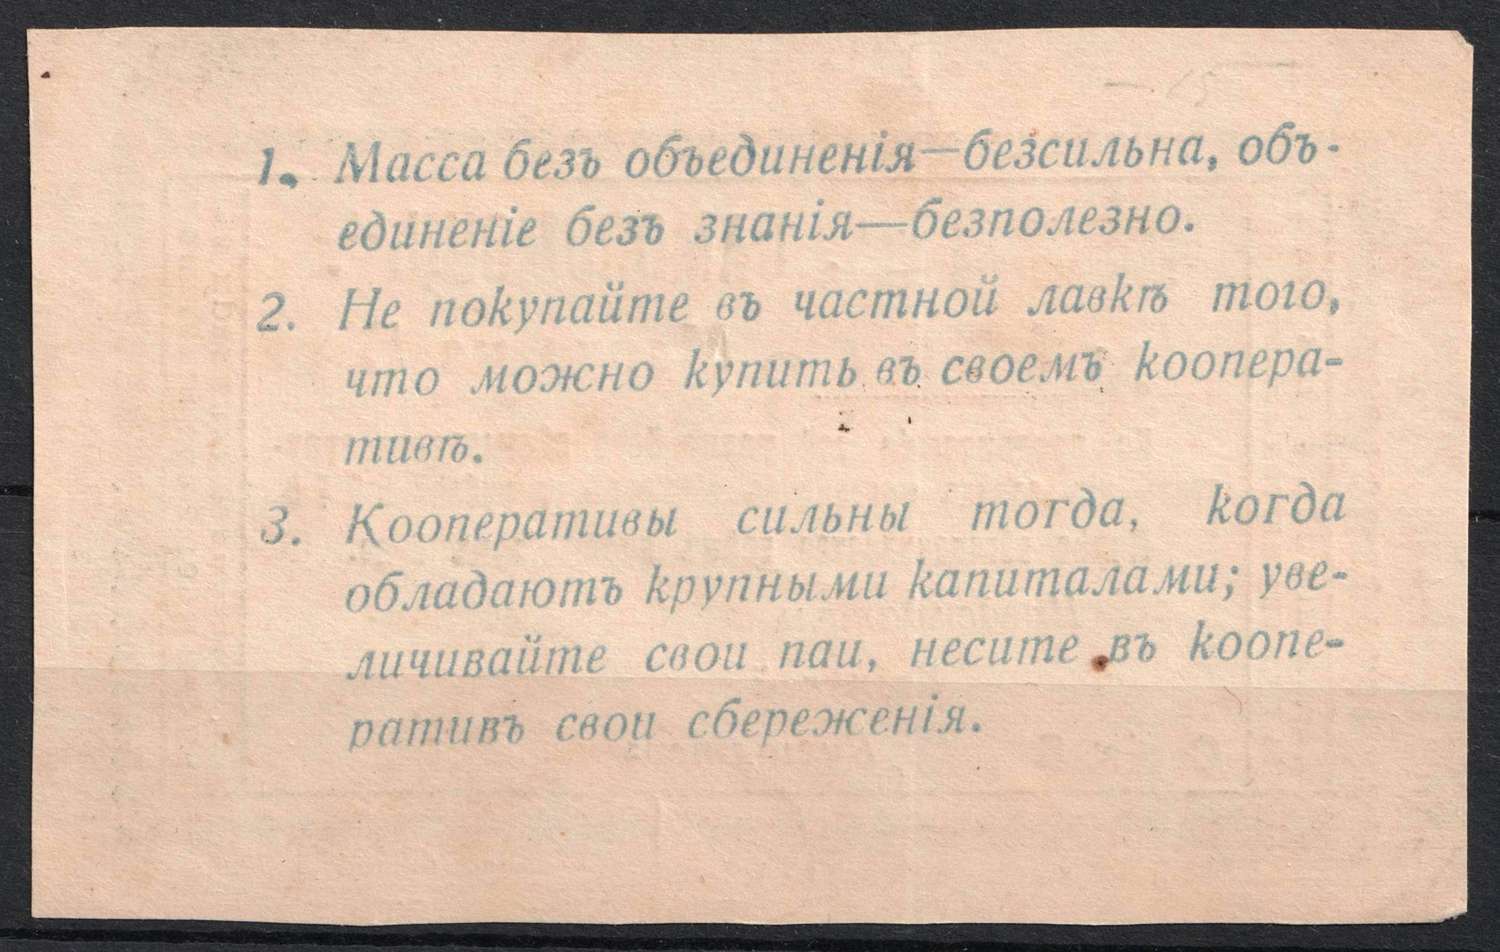 1. Масса безъ объединенія—безсильна, объ-
единеніе безъ знанія—безполезно.
2. Не покупайте въ частной лавкѣ того,
что можно купить въ своемъ коопера-
тивѣ.
3. Кооперативы сильны тогда, когда
обладаютъ крупными капиталами; уве-
личивайте свои паи, несите въ коопе-
ративъ свои сбереженія.